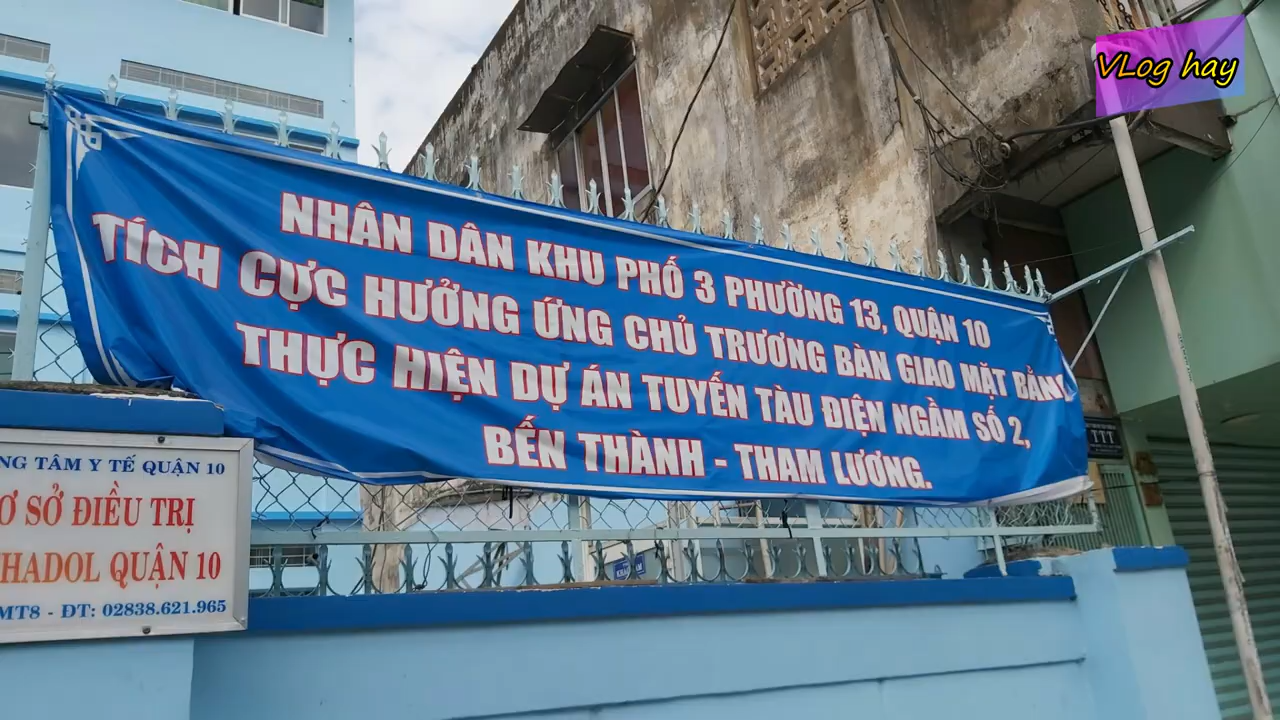 VLog hay
NHÂN DÂN KHU PHỐ 3 PHƯỜNG 13, QUẬN 10
TÍCH CỰC HƯỞNG ỨNG CHỦ TRƯƠNG BÀN GIAO MẶT BẰNG
THỰC HIỆN DỰ ÁN TUYẾN TÀU ĐIỆN NGẦM SỐ 2,
BẾN THÀNH - THAM LƯƠNG.
TTT
NG TÂM Y TẾ QUẬN 10
Ơ SỞ ĐIỀU TRỊ
HADOL QUẬN 10
MT8 - ĐT: 02838.621.965